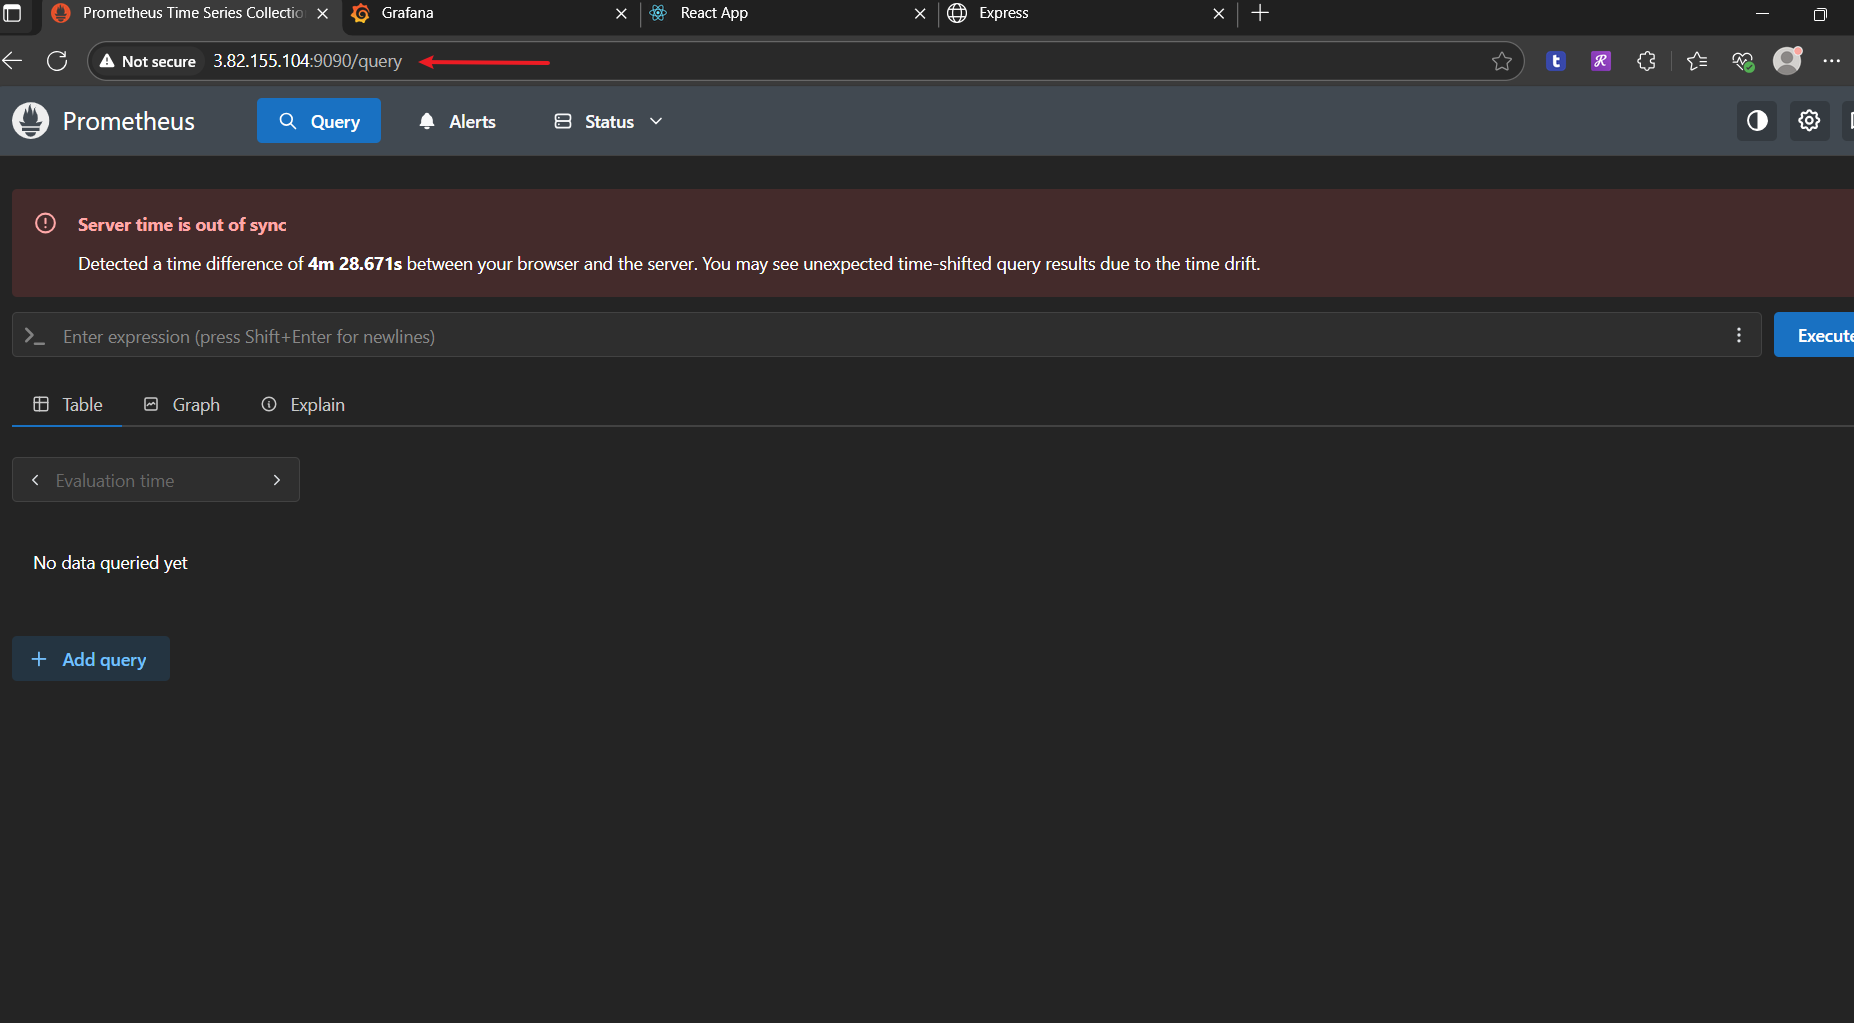 Prometheus Time Series Collectio
Grafana
React App
Express
Not secure 3.82.155.104:9090/query
Prometheus
Query
Alerts
Status
Server time is out of sync
Detected a time difference of 4m 28.671s between your browser and the server. You may see unexpected time-shifted query results due to the time drift.
Enter expression (press Shift+Enter for newlines)
Execute
Table
Graph
Explain
Evaluation time
No data queried yet
Add query